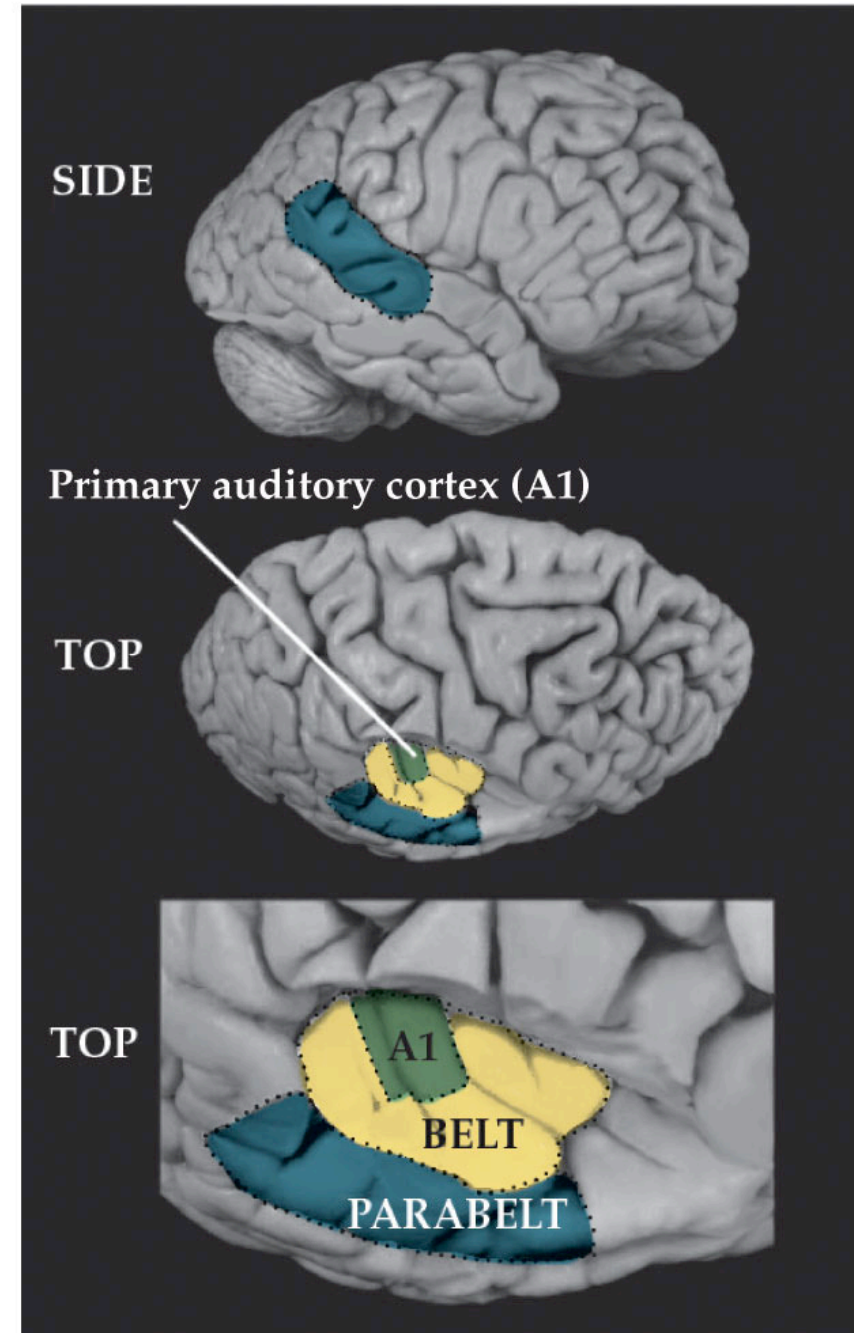 SIDE
Primary auditory cortex (A1)
TOP
TOP
A1
BELT
PARABELT